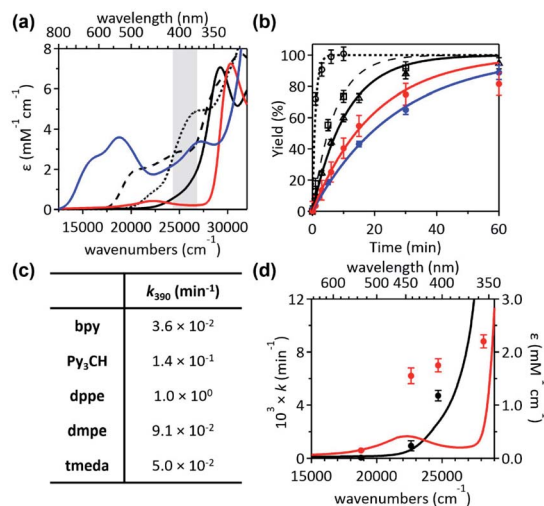 (a)
wavelength (nm)
800 600 500 400 350
ε (mM⁻¹ cm⁻¹)
8
7
6
5
4
3
2
1
0
15000 20000 25000 30000
wavenumbers (cm⁻¹)
(b)
Yield (%)
100
80
60
40
20
0
0 20 40 60
Time (min)
(c)
k390 (min⁻¹)
bpy 3.6 × 10⁻²
Py₃CH 1.4 × 10⁻¹
dppe 1.0 × 10⁰
dmpe 9.1 × 10⁻²
tmeda 5.0 × 10⁻²
(d)
wavelength (nm)
600 500 450 400 350
10³ × k (min⁻¹)
12
8
4
0
3.0
2.0
1.0
0.0
ε (mM⁻¹ cm⁻¹)
15000 20000 25000
wavenumbers (cm⁻¹)